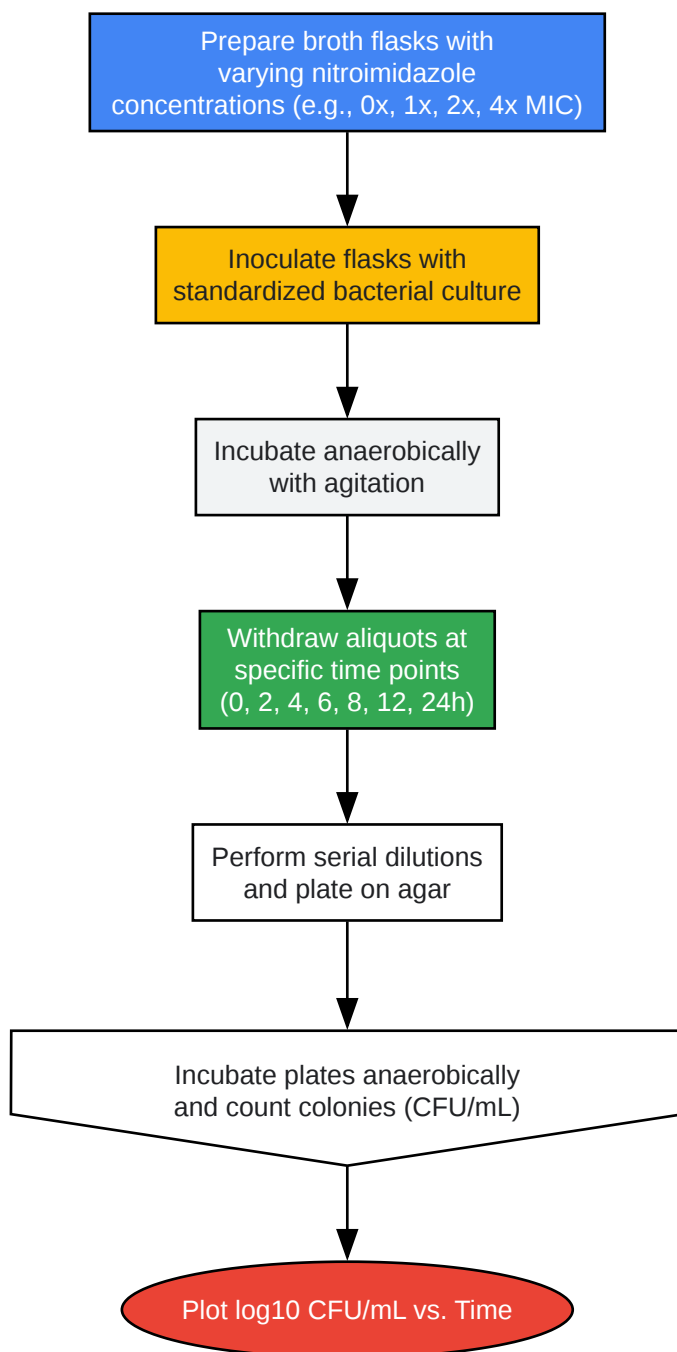 Prepare broth flasks with
varying nitroimidazole
concentrations (e.g., 0x, 1x, 2x, 4x MIC)
Inoculate flasks with
standardized bacterial culture
Incubate anaerobically
with agitation
Withdraw aliquots at
specific time points
(0, 2, 4, 6, 8, 12, 24h)
Perform serial dilutions
and plate on agar
Incubate plates anaerobically
and count colonies (CFU/mL)
Plot log10 CFU/mL vs. Time